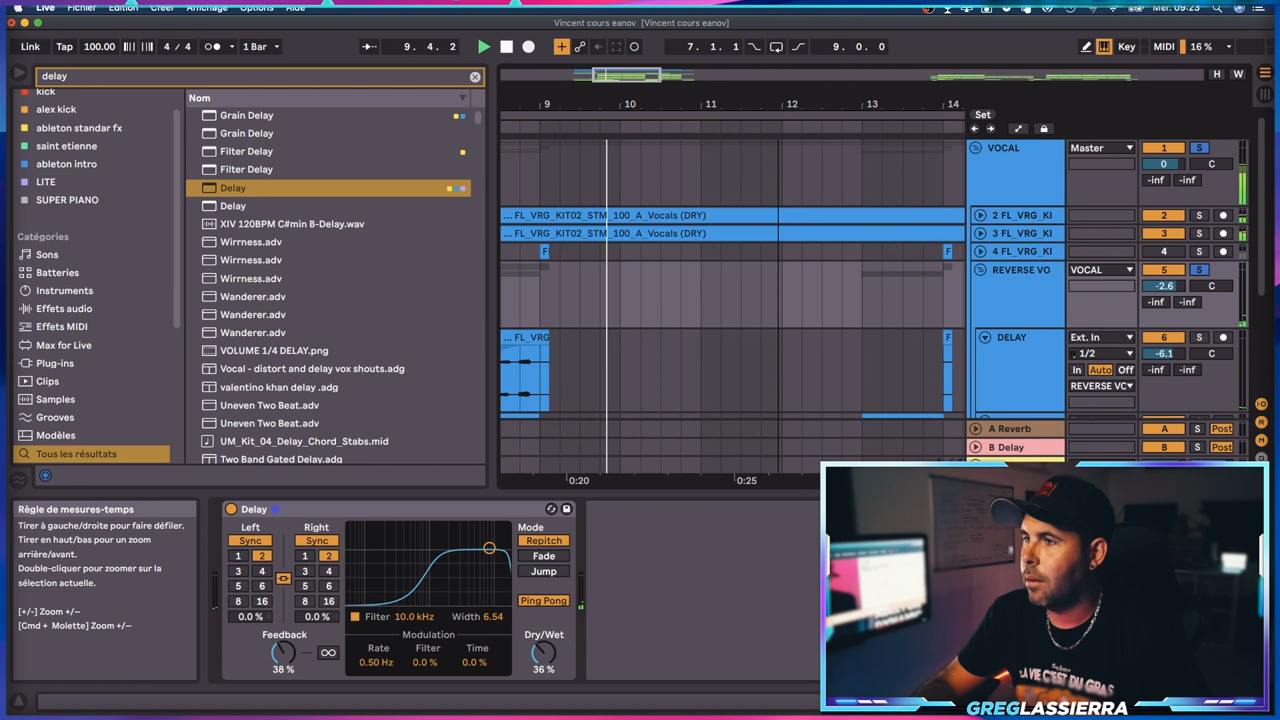 Live Fichier Édition Créer Affichage Options Aide
Mer. 09:23
Vincent cours eanov [Vincent cours eanov]
Link Tap 100.00 4 / 4 1 Bar 9. 4. 2 7. 1. 1 9. 0. 0 Key MIDI 16 %
delay
H W
kick
alex kick
ableton standar fx
saint etienne
ableton intro
LITE
SUPER PIANO
Catégories
Sons
Batteries
Instruments
Effets audio
Effets MIDI
Max for Live
Plug-ins
Clips
Samples
Grooves
Modèles
Tous les résultats
Nom
Grain Delay
Grain Delay
Filter Delay
Filter Delay
Delay
Delay
XIV 120BPM C#min B-Delay.wav
Wirrness.adv
Wirrness.adv
Wirrness.adv
Wanderer.adv
Wanderer.adv
Wanderer.adv
VOLUME 1/4 DELAY.png
Vocal - distort and delay vox shouts.adg
valentino khan delay .adg
Uneven Two Beat.adv
Uneven Two Beat.adv
UM_Kit_04_Delay_Chord_Stabs.mid
Two Band Gated Delay.adg
9 10 11 12 13 14
Set
VOCAL Master 1 S
0 C
-inf -inf
... FL_VRG_KIT02_STM_100_A_Vocals (DRY) 2 FL_VRG_KI 2 S
... FL_VRG_KIT02_STM_100_A_Vocals (DRY) 3 FL_VRG_KI 3 S
F F 4 FL_VRG_KI 4 S
REVERSE VO VOCAL 5 S
-2.6 C
-inf -inf
... FL_VRG F DELAY Ext. In 6 S
1/2 -6.1 C
In Auto Off -inf -inf
REVERSE VC
A Reverb A S Post
B Delay B S Post
0:20 0:25
Règle de mesures-temps
Tirer à gauche/droite pour faire défiler.
Tirer en haut/bas pour un zoom
arrière/avant.
Double-cliquer pour zoomer sur la
sélection actuelle.
[+/-] Zoom +/–
[Cmd + Molette] Zoom +/–
Delay
Left Right
Sync Sync
1 2 1 2
3 4 3 4
5 6 5 6
8 16 8 16
0.0 % 0.0 %
Feedback
38 %
Filter 10.0 kHz Width 6.54
Modulation
Rate Filter Time
0.50 Hz 0.0 % 0.0 %
Mode
Repitch
Fade
Jump
Ping Pong
Dry/Wet
36 %
LA VIE C'EST DU GRAS
GREGLASSIERRA